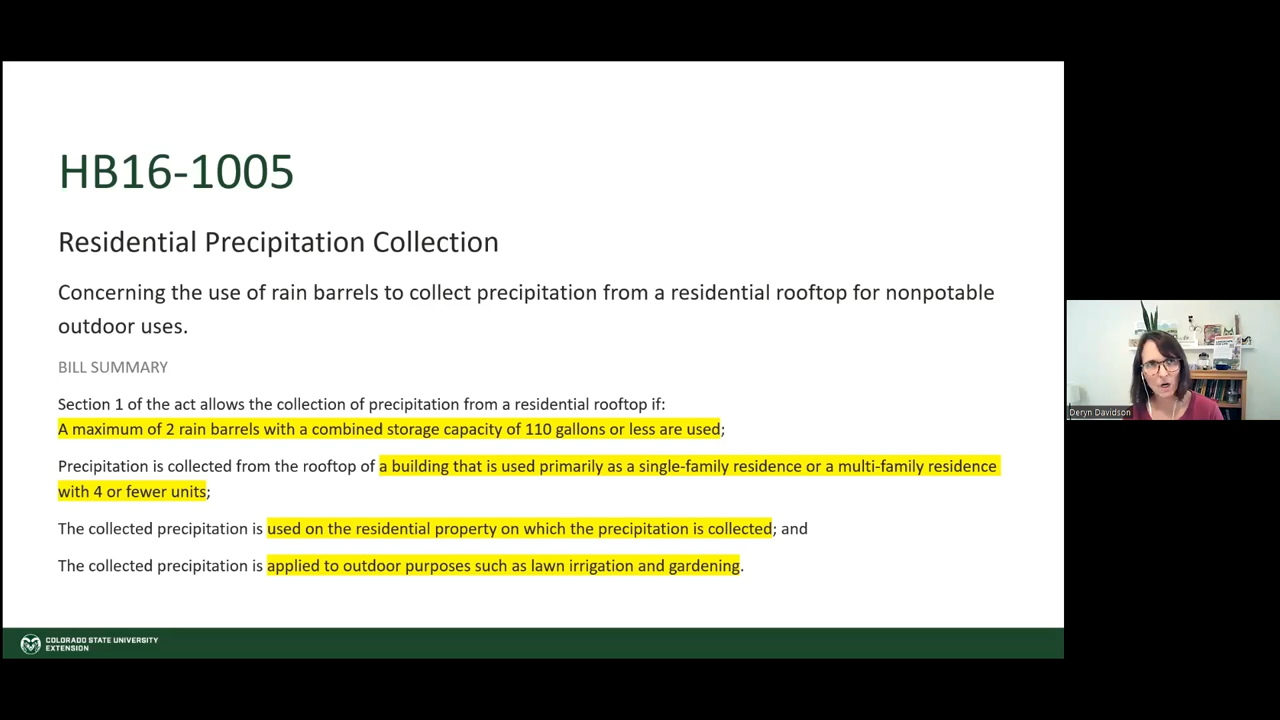 HB16-1005
Residential Precipitation Collection
Concerning the use of rain barrels to collect precipitation from a residential rooftop for nonpotable
outdoor uses.
BILL SUMMARY
Section 1 of the act allows the collection of precipitation from a residential rooftop if:
A maximum of 2 rain barrels with a combined storage capacity of 110 gallons or less are used;
Precipitation is collected from the rooftop of a building that is used primarily as a single-family residence or a multi-family residence
with 4 or fewer units;
The collected precipitation is used on the residential property on which the precipitation is collected; and
The collected precipitation is applied to outdoor purposes such as lawn irrigation and gardening.
COLORADO STATE UNIVERSITY
EXTENSION
Deryn Davidson